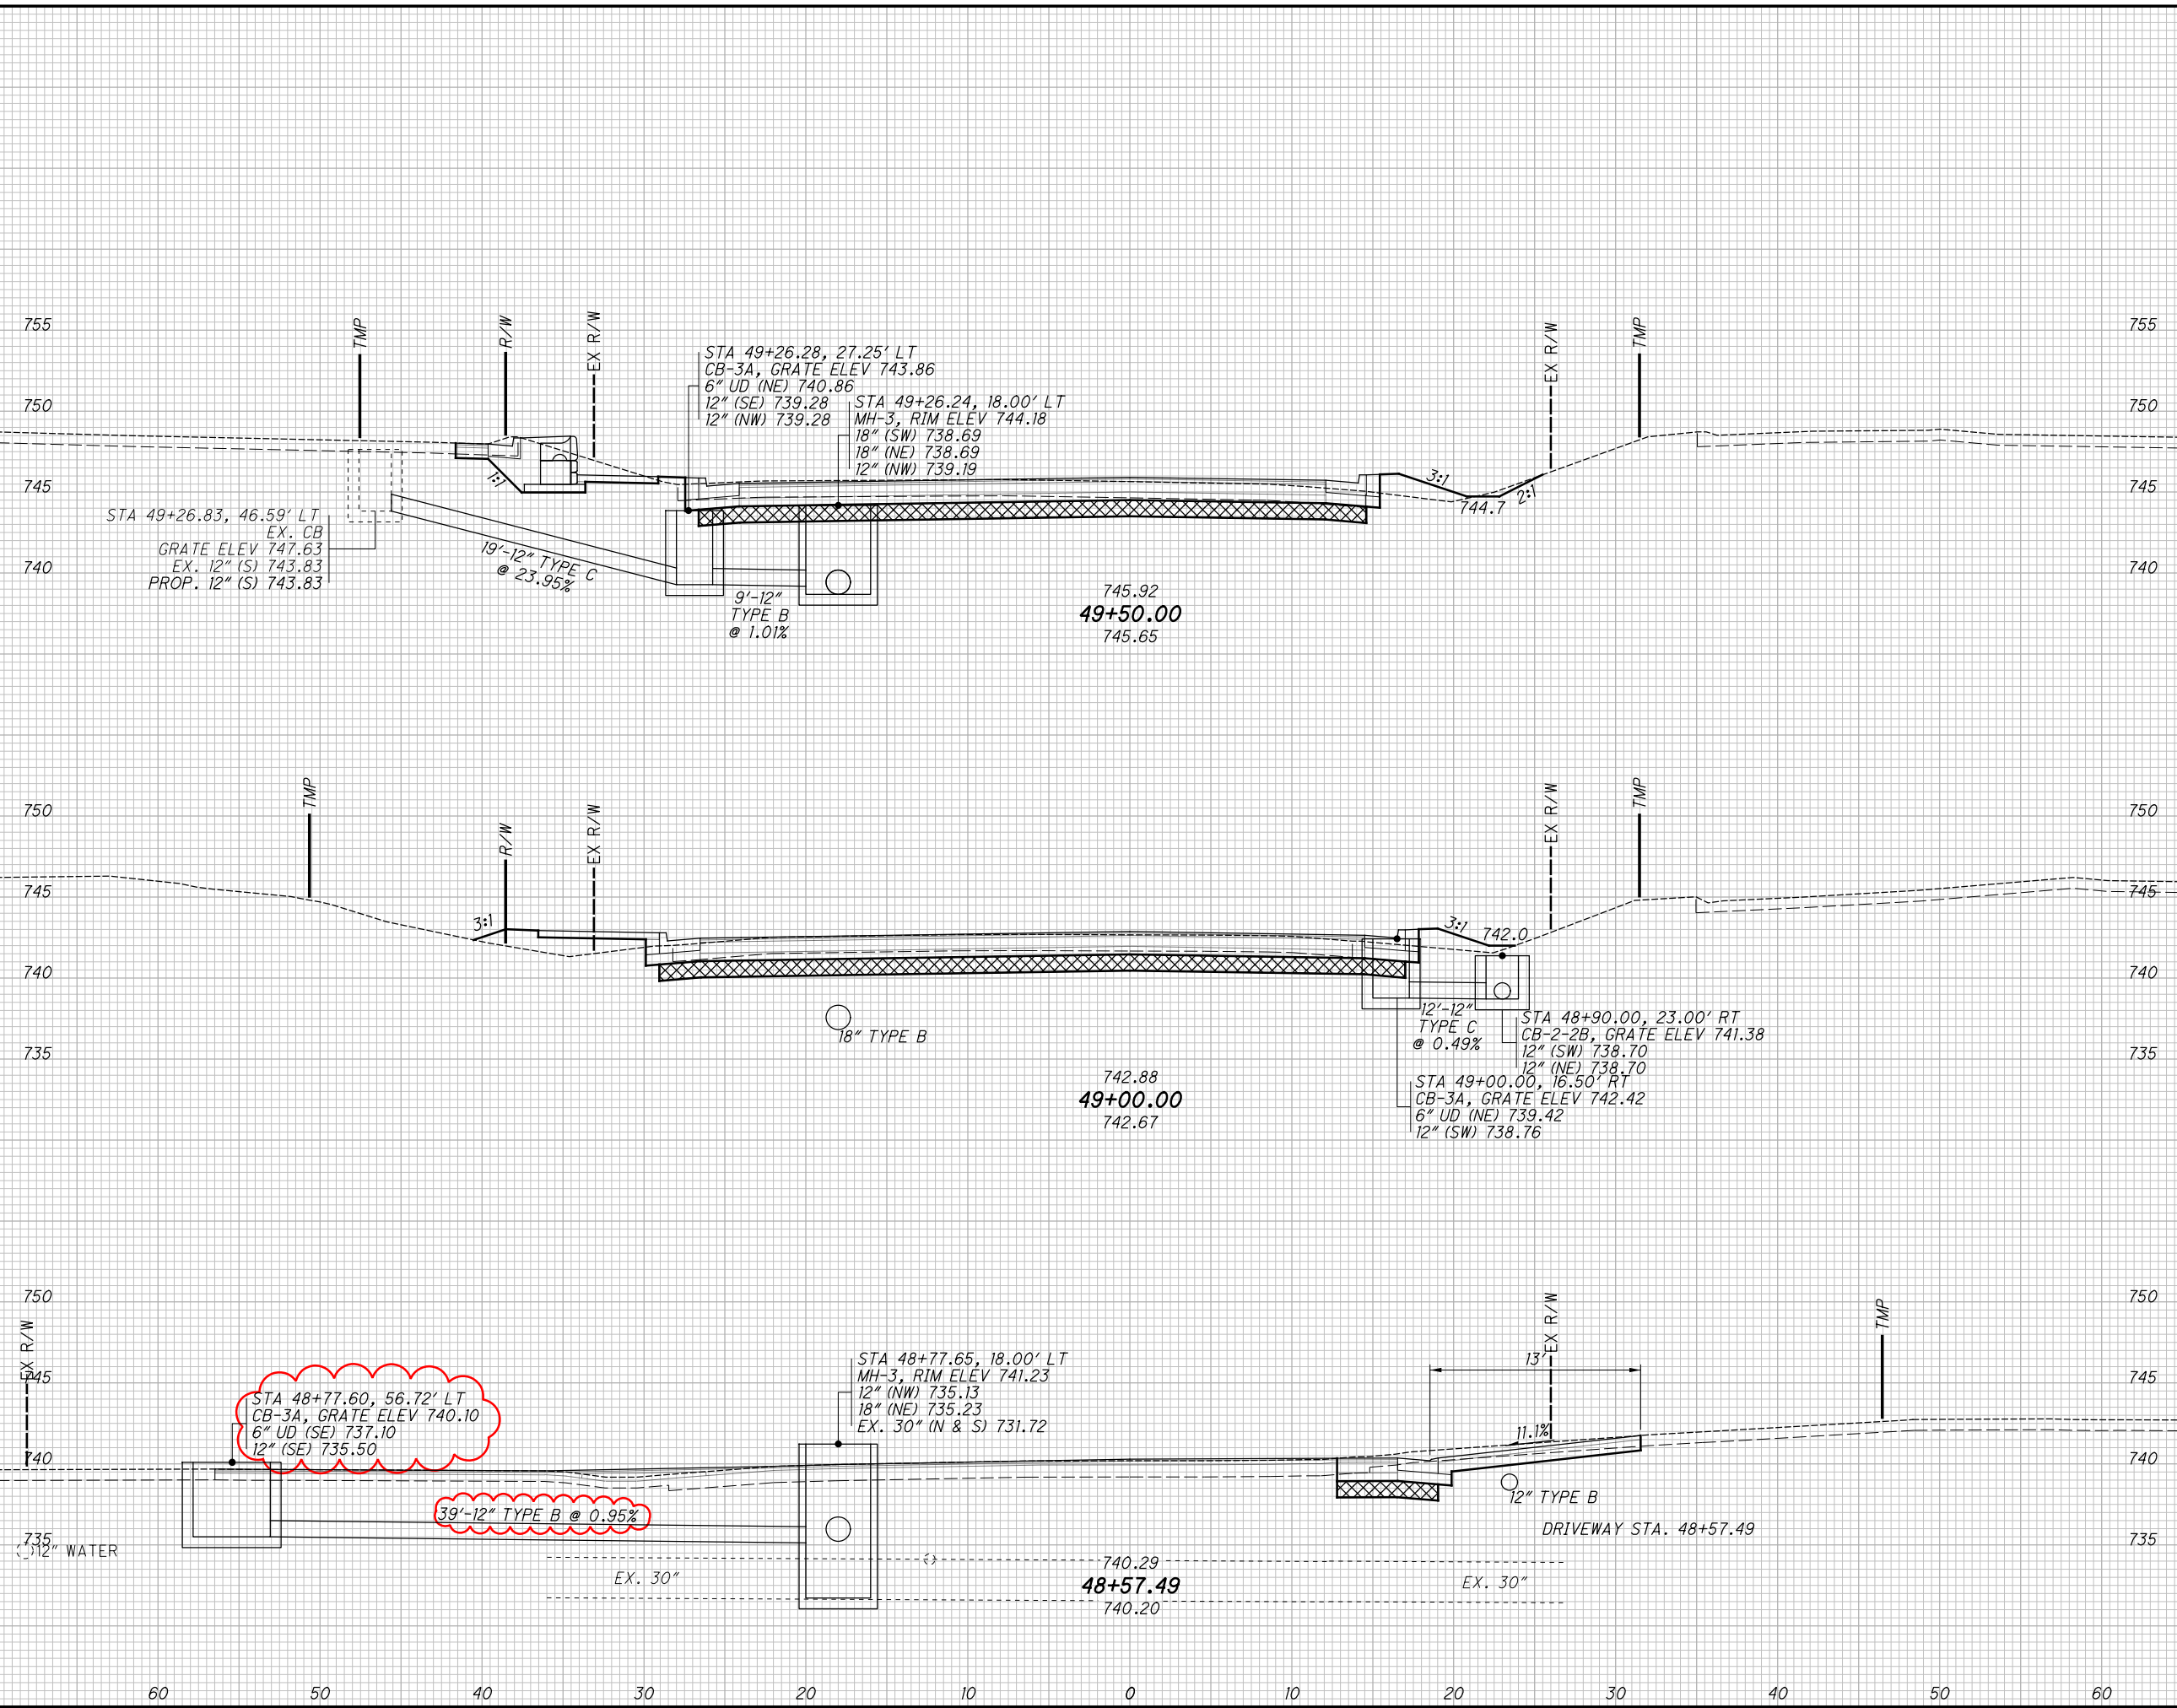 755
TMP
R/W
EX R/W
EX R/W
TMP
755
STA 49+26.28, 27.25' LT
CB-3A, GRATE ELEV 743.86
6" UD (NE) 740.86
12" (SE) 739.28
12" (NW) 739.28
STA 49+26.24, 18.00' LT
MH-3, RIM ELEV 744.18
18" (SW) 738.69
18" (NE) 738.69
12" (NW) 739.19
750
750
745
1:1
3:1
744.7
2:1
745
STA 49+26.83, 46.59' LT
EX. CB
GRATE ELEV 747.63
EX. 12" (S) 743.83
PROP. 12" (S) 743.83
740
19'-12" TYPE C
@ 23.95%
9'-12"
TYPE B
@ 1.01%
745.92
49+50.00
745.65
740
750
TMP
R/W
EX R/W
EX R/W
TMP
750
745
745
3:1
3:1
742.0
740
740
18" TYPE B
12'-12"
TYPE C
@ 0.49%
STA 48+90.00, 23.00' RT
CB-2-2B, GRATE ELEV 741.38
12" (SW) 738.70
12" (NE) 738.70
735
735
742.88
49+00.00
742.67
STA 49+00.00, 16.50' RT
CB-3A, GRATE ELEV 742.42
6" UD (NE) 739.42
12" (SW) 738.76
750
EX R/W
EX R/W
TMP
750
745
STA 48+77.60, 56.72' LT
CB-3A, GRATE ELEV 740.10
6" UD (SE) 737.10
12" (SE) 735.50
STA 48+77.65, 18.00' LT
MH-3, RIM ELEV 741.23
12" (NW) 735.13
18" (NE) 735.23
EX. 30" (N & S) 731.72
13'
745
11.1%
740
740
39'-12" TYPE B @ 0.95%
12" TYPE B
DRIVEWAY STA. 48+57.49
735
735
12" WATER
EX. 30"
740.29
48+57.49
740.20
EX. 30"
60 50 40 30 20 10 0 10 20 30 40 50 60